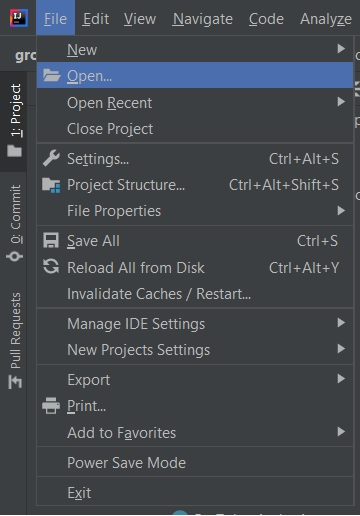 IJ
File Edit View Navigate Code Analyze
gro
New
Open...
Open Recent
Close Project
Settings... Ctrl+Alt+S
Project Structure... Ctrl+Alt+Shift+S
File Properties
Save All Ctrl+S
Reload All from Disk Ctrl+Alt+Y
Invalidate Caches / Restart...
Manage IDE Settings
New Projects Settings
Export
Print...
Add to Favorites
Power Save Mode
Exit
1: Project
0: Commit
Pull Requests